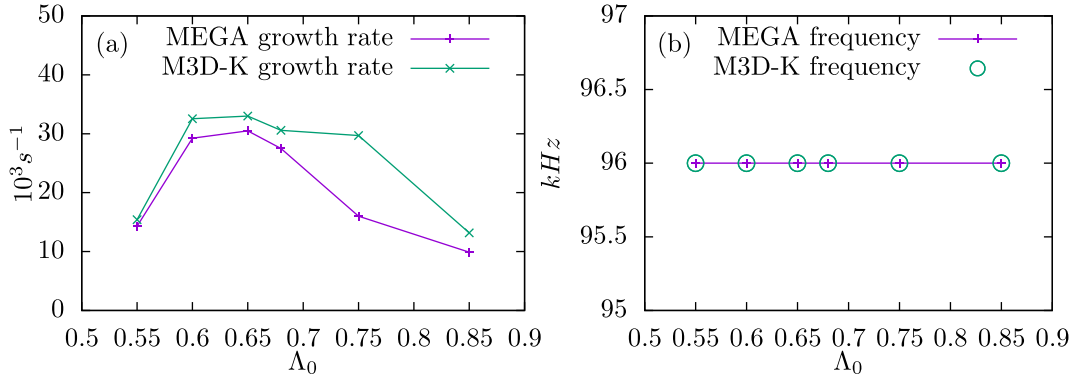 (a)
MEGA growth rate
M3D-K growth rate
50
40
30
20
10
0
10³s⁻¹
0.5 0.55 0.6 0.65 0.7 0.75 0.8 0.85 0.9
Λ₀
(b)
MEGA frequency
M3D-K frequency
97
96.5
96
95.5
95
kHz
0.5 0.55 0.6 0.65 0.7 0.75 0.8 0.85 0.9
Λ₀